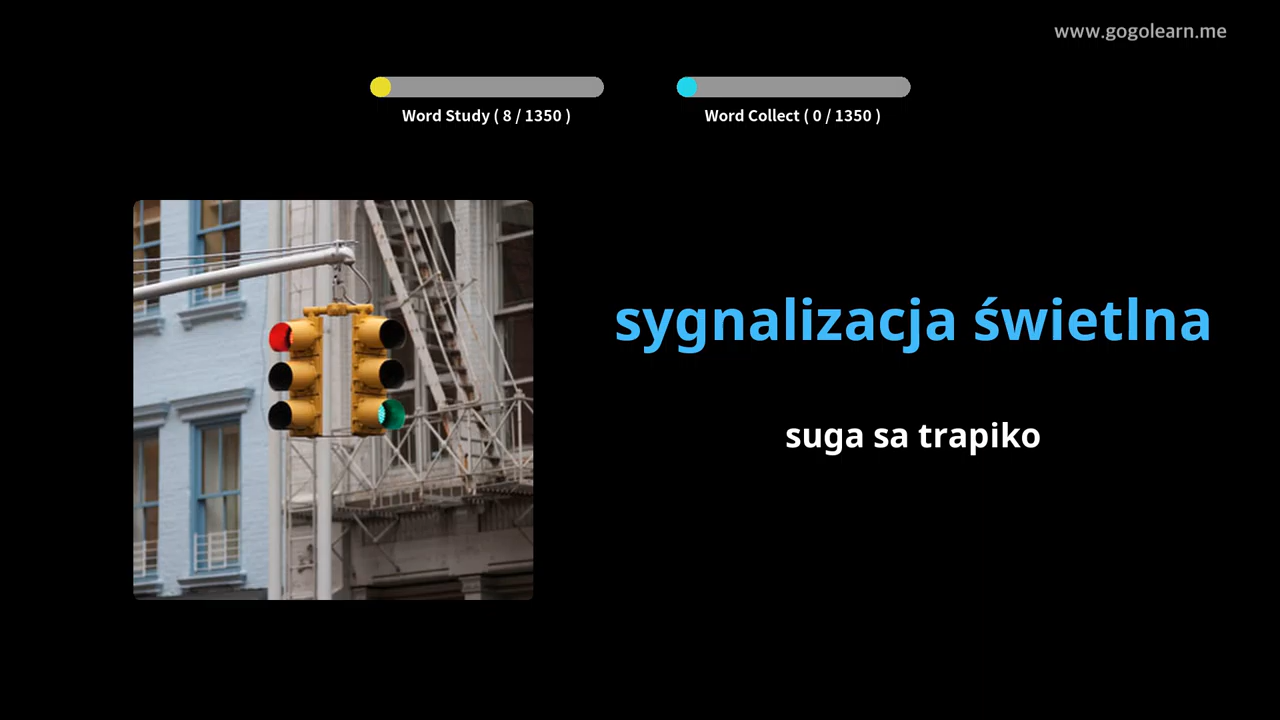 www.gogolearn.me
Word Study ( 8 / 1350 )
Word Collect ( 0 / 1350 )
sygnalizacja świetlna
suga sa trapiko